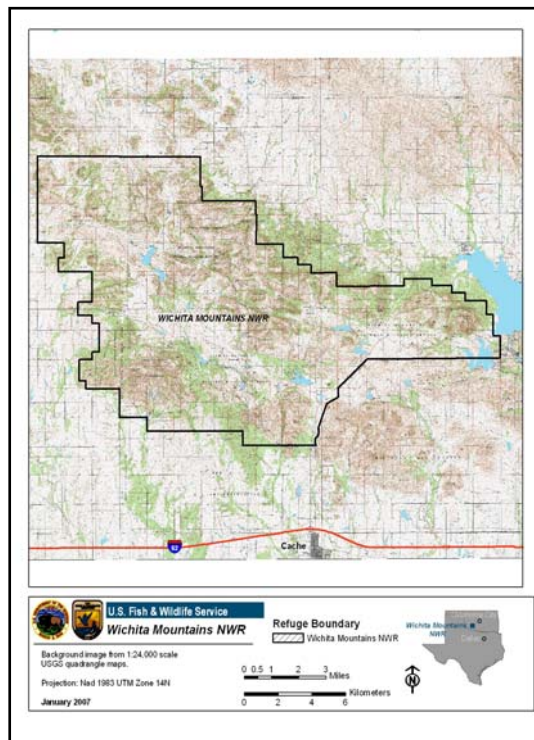 WICHITA MOUNTAINS NWR
62
Cache
U.S. Fish & Wildlife Service
Wichita Mountains NWR
Background image from 1:24,000 scale
USGS quadrangle maps.
Projection: Nad 1983 UTM Zone 14N
January 2007
Refuge Boundary
Wichita Mountains NWR
0 0.5 1 2 3
Miles
0 2 4 6
Kilometers
N
Wichita Mountains
NWR